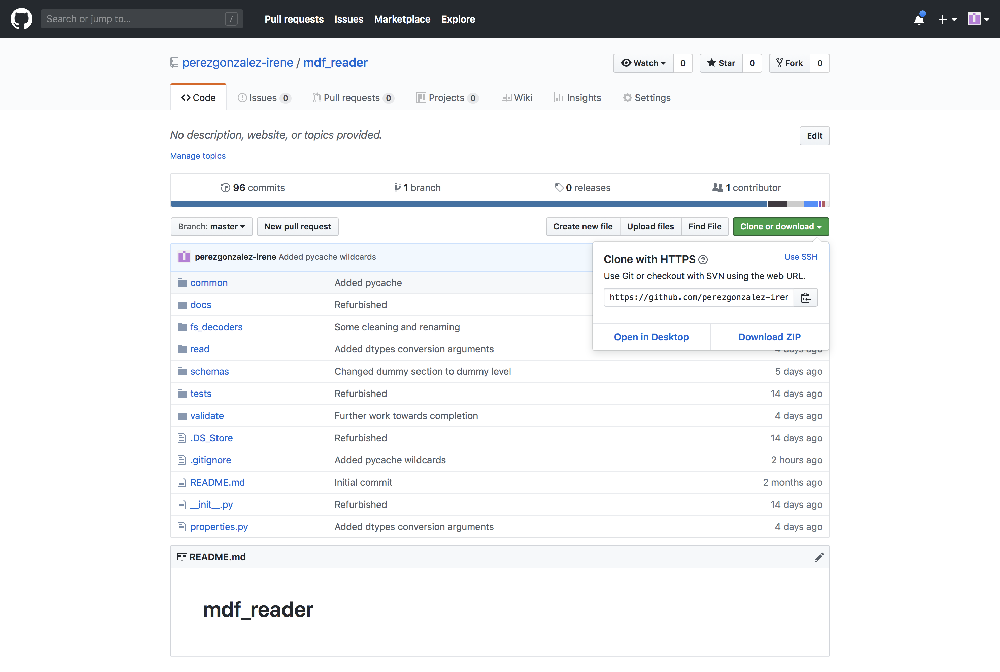 Search or jump to... /
Pull requests Issues Marketplace Explore
perezgonzalez-irene / mdf_reader
Watch 0 Star 0 Fork 0
Code Issues 0 Pull requests 0 Projects 0 Wiki Insights Settings
No description, website, or topics provided.
Edit
Manage topics
96 commits 1 branch 0 releases 1 contributor
Branch: master New pull request Create new file Upload files Find File Clone or download
perezgonzalez-irene Added pycache wildcards
Clone with HTTPS Use SSH
Use Git or checkout with SVN using the web URL.
https://github.com/perezgonzalez-irer
Open in Desktop Download ZIP
common Added pycache
docs Refurbished
fs_decoders Some cleaning and renaming
read Added dtypes conversion arguments 4 days ago
schemas Changed dummy section to dummy level 5 days ago
tests Refurbished 14 days ago
validate Further work towards completion 4 days ago
.DS_Store Refurbished 14 days ago
.gitignore Added pycache wildcards 2 hours ago
README.md Initial commit 2 months ago
__init__.py Refurbished 14 days ago
properties.py Added dtypes conversion arguments 4 days ago
README.md
mdf_reader